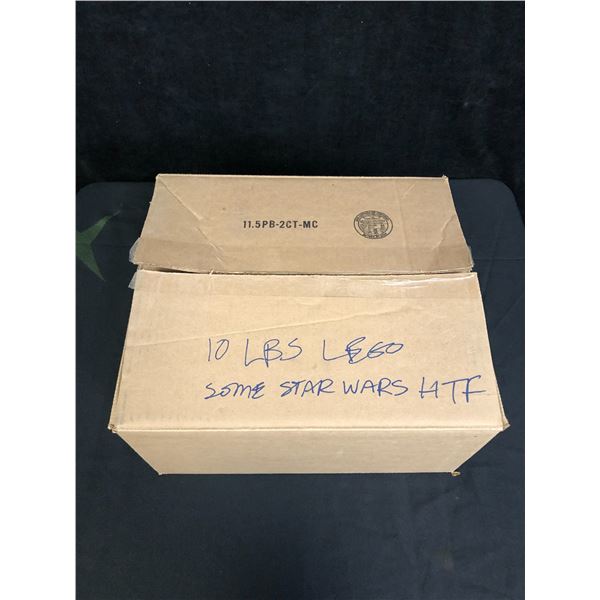 11.5PB-2CT-MC
10 LBS LEGO
SOME STAR WARS HTF